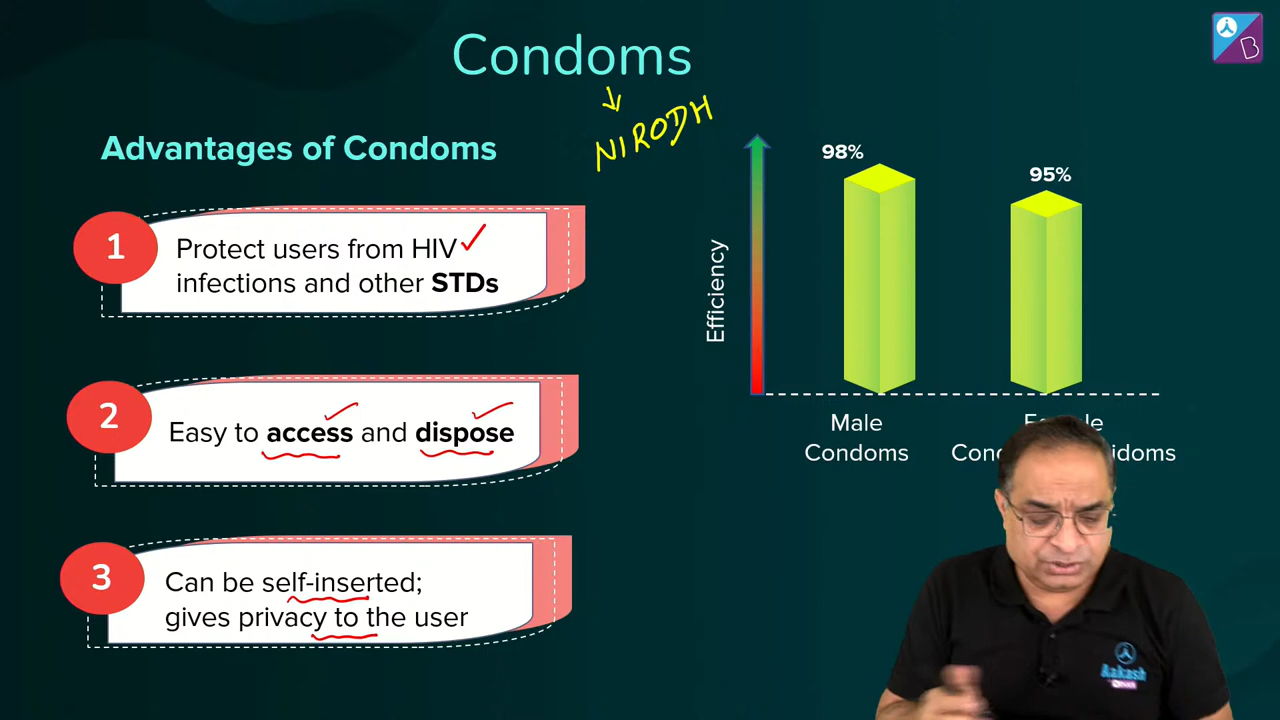 Condoms
NIRODH
Advantages of Condoms
1
Protect users from HIV
infections and other STDs
2
Easy to access and dispose
3
Can be self-inserted;
gives privacy to the user
98%
95%
Efficiency
Male
Condoms
Aakash